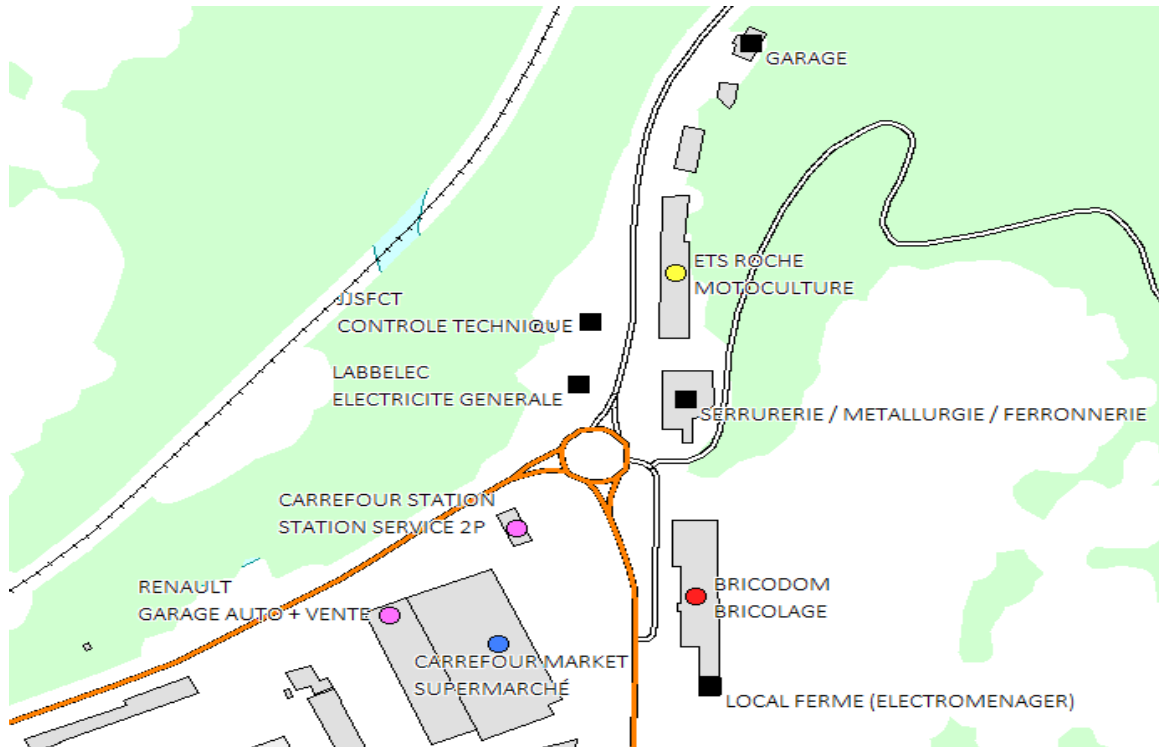 GARAGE
ETS ROCHE
MOTOCULTURE
JJSFCT
CONTROLE TECHNIQUE
LABBELEC
ELECTRICITE GENERALE
SERRURERIE / METALLURGIE / FERRONNERIE
CARREFOUR STATION
STATION SERVICE 2P
RENAULT
GARAGE AUTO + VENTE
BRICODOM
BRICOLAGE
CARREFOUR MARKET
SUPERMARCHÉ
LOCAL FERME (ELECTROMENAGER)